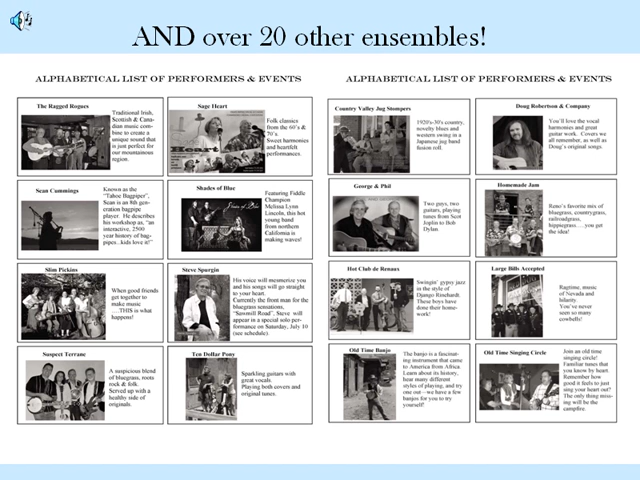 AND over 20 other ensembles!
ALPHABETICAL LIST OF PERFORMERS & EVENTS
The Ragged Rogues
Traditional Irish,
Scottish & Cana-
dian music com-
bine to create a
unique sound that
is just perfect for
our mountainous
region.
Sage Heart
Folk classics
from the 60's &
70's.
Sweet harmonies
and heartfelt
performances.
Sean Cummings
Known as the
"Tahoe Bagpiper",
Sean is an 8th gen-
eration bagpipe
player. He describes
his workshop as, "an
interactive, 2500
year history of bag-
pipes...kids love it!"
Shades of Blue
Featuring Fiddle
Champion
Melissa Lynn
Lincoln, this hot
young band
from northern
California is
making waves!
Slim Pickins
When good friends
get together to
make music
….THIS is what
happens!
Steve Spurgin
His voice will mesmerize you
and his songs will go straight
to your heart.
Currently the front man for the
bluegrass sensations,
"Sawmill Road", Steve will
appear in a special solo per-
formance on Saturday, July 10
(see schedule).
Suspect Terrane
A suspicious blend
of bluegrass, roots
rock & folk.
Served up with a
healthy side of
originals.
Ten Dollar Pony
Sparkling guitars with
great vocals.
Playing both covers and
original tunes.
ALPHABETICAL LIST OF PERFORMERS & EVENTS
Country Valley Jug Stompers
1920's-30's country,
novelty blues and
western swing in a
Japanese jug band
fusion roll.
Doug Robertson & Company
You'll love the vocal
harmonies and great
guitar work. Covers we
all remember, as well as
Doug's original songs.
George & Phil
Two guys, two
guitars, playing
tunes from Scot
Joplin to Bob
Dylan.
Homemade Jam
Reno's favorite mix of
bluegrass, countrygrass,
railroadgrass,
hippiegrass…..you get
the idea!
Hot Club de Renaux
Swingin' gypsy jazz
in the style of
Django Rinehardt.
These boys have
done their home-
work!
Large Bills Accepted
Ragtime, music
of Nevada and
hilarity.
You've never
seen so many
cowbells!
Old Time Banjo
The banjo is a fascinat-
ing instrument that came
to America from Africa.
Learn about its history,
hear many different
styles of playing, and try
one out—we have a few
banjos for you to try
yourself!
Old Time Singing Circle
Join an old time
singing circle!
Familiar tunes that
you know by heart.
Remember how
good it feels to just
sing your heart out?
The only thing miss-
ing will be the
campfire.